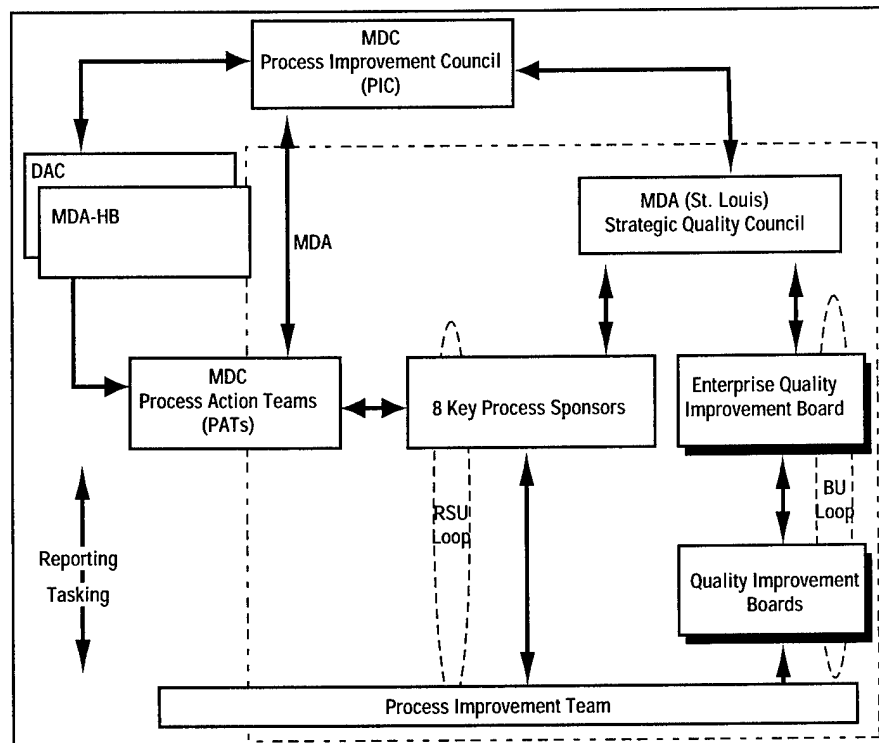 MDC
Process Improvement Council
(PIC)
DAC
MDA-HB
MDA
MDA (St. Louis)
Strategic Quality Council
MDC
Process Action Teams
(PATs)
8 Key Process Sponsors
Enterprise Quality
Improvement Board
RSU
Loop
BU
Loop
Reporting
Tasking
Quality Improvement
Boards
Process Improvement Team